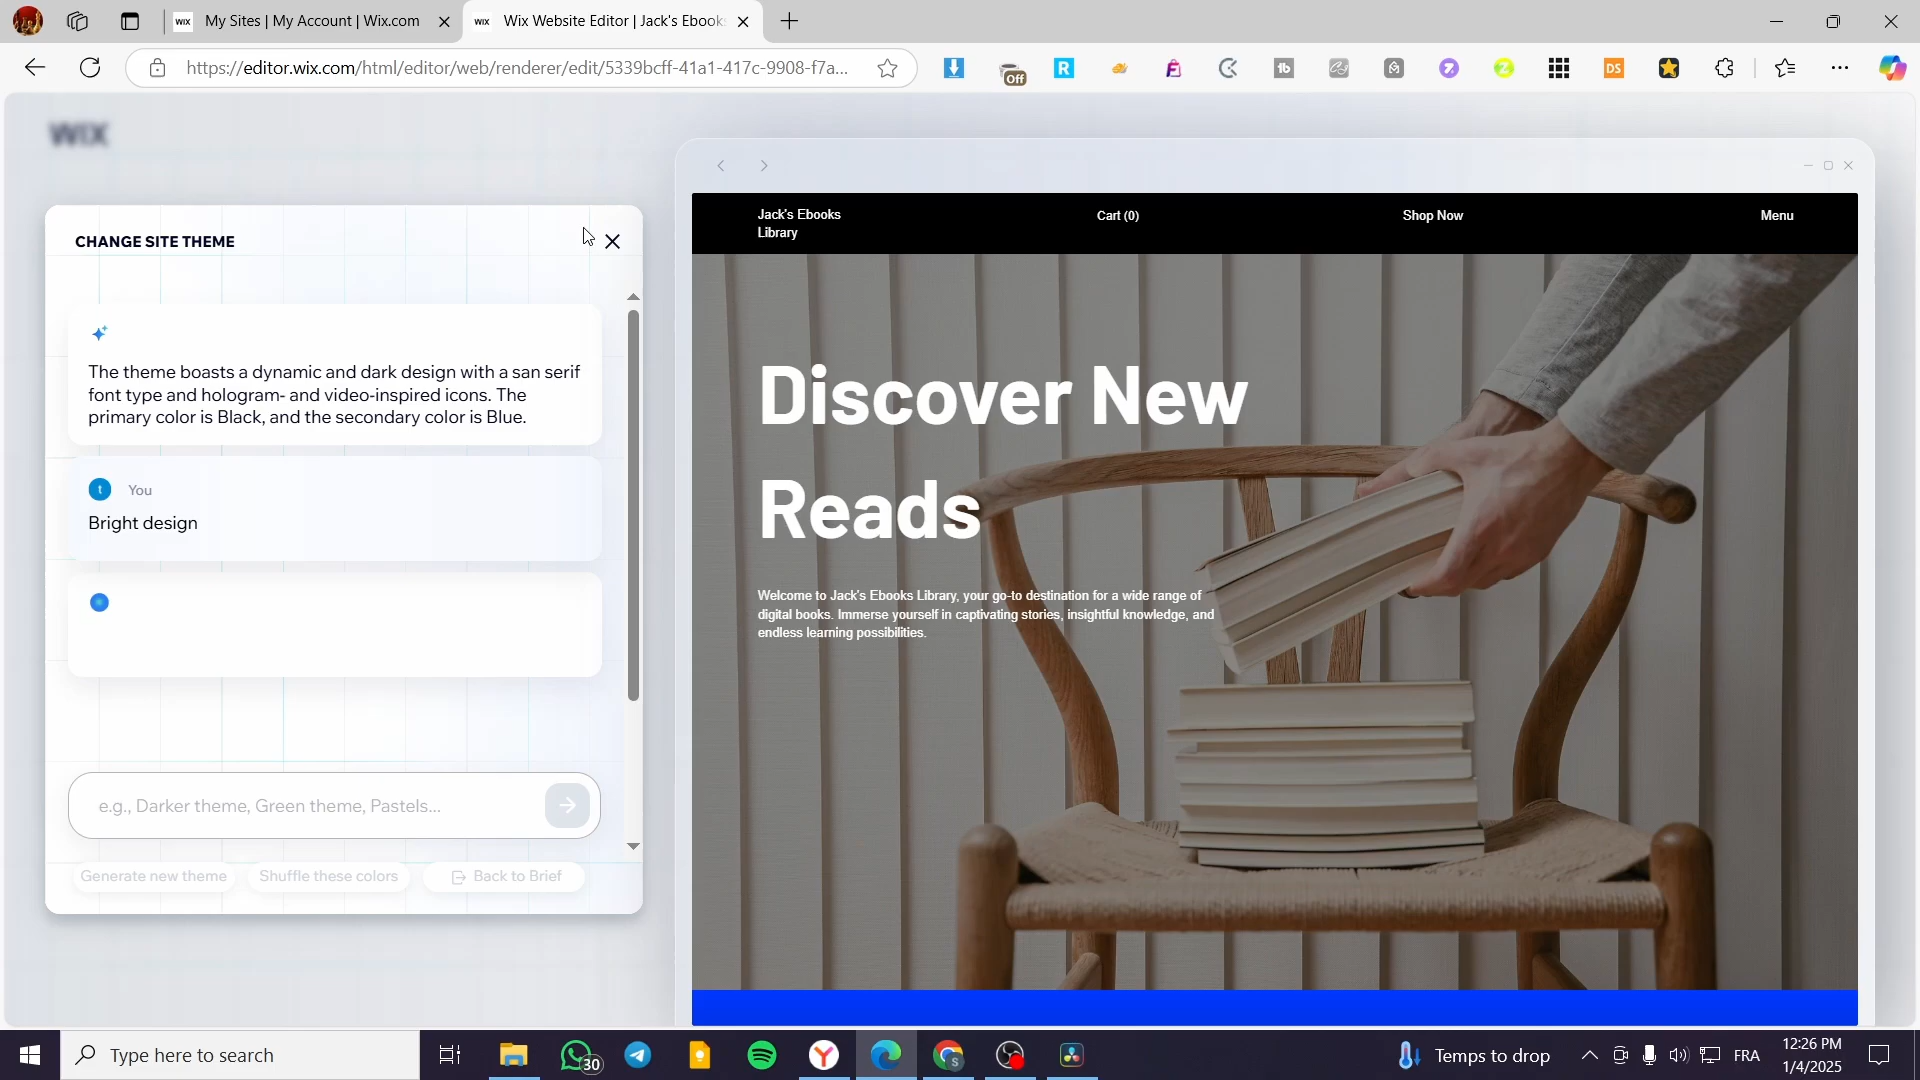 My Sites | My Account | Wix.com
Wix Website Editor | Jack's Ebook
https://editor.wix.com/html/editor/web/renderer/edit/5339bcff-41a1-417c-9908-f7a...
Off
WIX
CHANGE SITE THEME
The theme boasts a dynamic and dark design with a san serif
font type and hologram- and video-inspired icons. The
primary color is Black, and the secondary color is Blue.
t You
Bright design
e.g., Darker theme, Green theme, Pastels...
Generate new theme
Shuffle these colors
Back to Brief
Jack's Ebooks
Library
Cart (0)
Shop Now
Menu
Discover New
Reads
Welcome to Jack's Ebooks Library, your go-to destination for a wide range of
digital books. Immerse yourself in captivating stories, insightful knowledge, and
endless learning possibilities.
Type here to search
30
Temps to drop
FRA
12:26 PM
1/4/2025